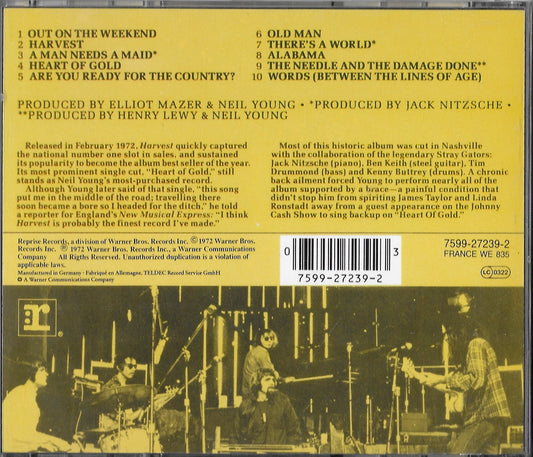 1 OUT ON THE WEEKEND
2 HARVEST
3 A MAN NEEDS A MAID*
4 HEART OF GOLD
5 ARE YOU READY FOR THE COUNTRY?
6 OLD MAN
7 THERE'S A WORLD*
8 ALABAMA
9 THE NEEDLE AND THE DAMAGE DONE**
10 WORDS (BETWEEN THE LINES OF AGE)
PRODUCED BY ELLIOT MAZER & NEIL YOUNG • *PRODUCED BY JACK NITZSCHE •
**PRODUCED BY HENRY LEWY & NEIL YOUNG
Released in February 1972, Harvest quickly captured
the national number one slot in sales, and sustained
its popularity to become the album best seller of the year.
Its most prominent single cut, "Heart of Gold," still
stands as Neil Young's most-purchased record.
Although Young later said of that single, "this song
put me in the middle of the road; travelling there
soon became a bore so I headed for the ditch," he told
a reporter for England's New Musical Express: "I think
Harvest is probably the finest record I've made."
Most of this historic album was cut in Nashville
with the collaboration of the legendary Stray Gators:
Jack Nitzsche (piano), Ben Keith (steel guitar), Tim
Drummond (bass) and Kenny Buttrey (drums). A chronic
back ailment forced Young to perform nearly all of the
album supported by a brace—a painful condition that
didn't stop him from spiriting James Taylor and Linda
Ronstadt away from a guest appearance on the Johnny
Cash Show to sing backup on "Heart Of Gold."
Reprise Records, a division of Warner Bros. Records Inc. ©1972 Warner Bros.
Records Inc. ℗ 1972 Warner Bros. Records Inc., a Warner Communications
Company All Rigths Reserved. Unauthorized duplication is a violation of
applicable laws.
Manufactured in Germany · Fabriqué en Allemagne, TELDEC Record Service GmbH
A Warner Communications Company
0
3
7599-27239-2
7599-27239-2
FRANCE WE 835
LC 0322
r